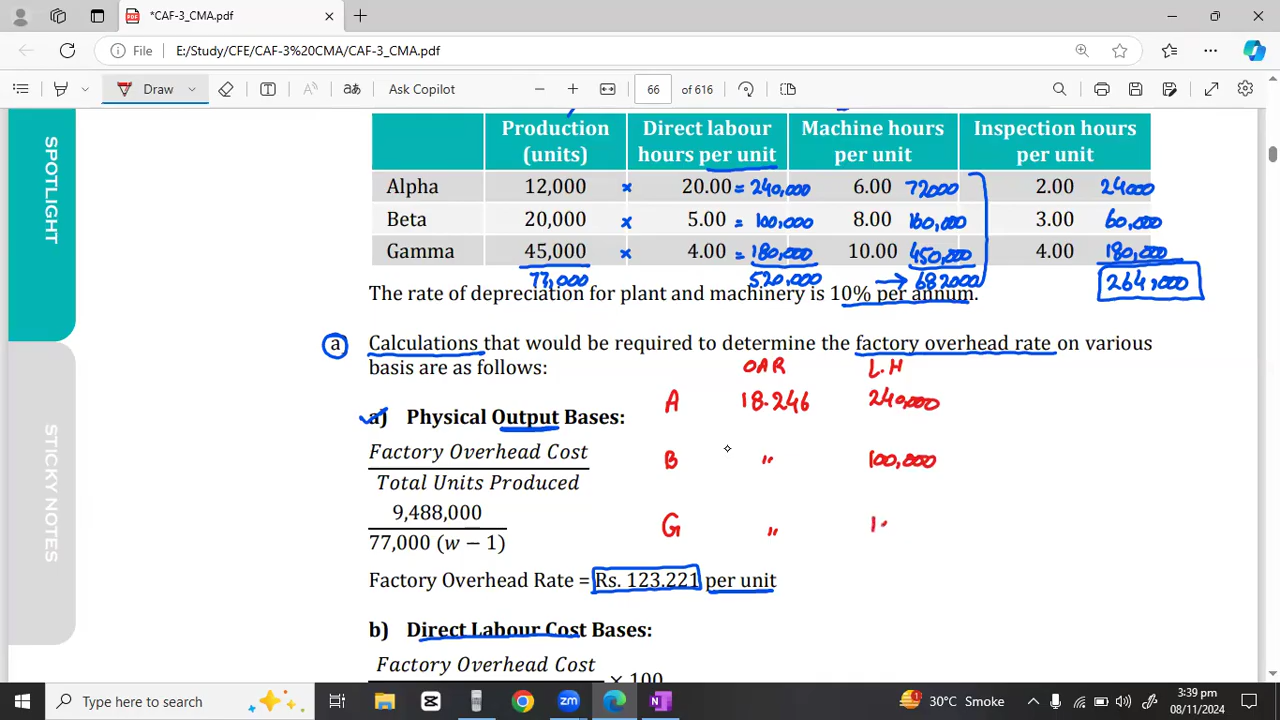 *CAF-3_CMA.pdf
File E:/Study/CFE/CAF-3%20CMA/CAF-3_CMA.pdf
Draw Ask Copilot 66 of 616
SPOTLIGHT
STICKY NOTES
Production (units) Direct labour hours per unit Machine hours per unit Inspection hours per unit
Alpha 12,000 × 20.00 = 240,000 6.00 72000 2.00 24000
Beta 20,000 × 5.00 = 100,000 8.00 160,000 3.00 60,000
Gamma 45,000 × 4.00 = 180,000 10.00 450,000 4.00 180,000
77,000 520,000 → 682000 264,000
The rate of depreciation for plant and machinery is 10% per annum.
a Calculations that would be required to determine the factory overhead rate on various
basis are as follows:
OAR L.H
A 18.246 240,000
a) Physical Output Bases:
Factory Overhead Cost
B " 100,000
Total Units Produced
9,488,000
G " 1.
77,000 (w − 1)
Factory Overhead Rate = Rs. 123.221 per unit
b) Direct Labour Cost Bases:
Factory Overhead Cost
× 100
Type here to search
30°C Smoke
3:39 pm
08/11/2024